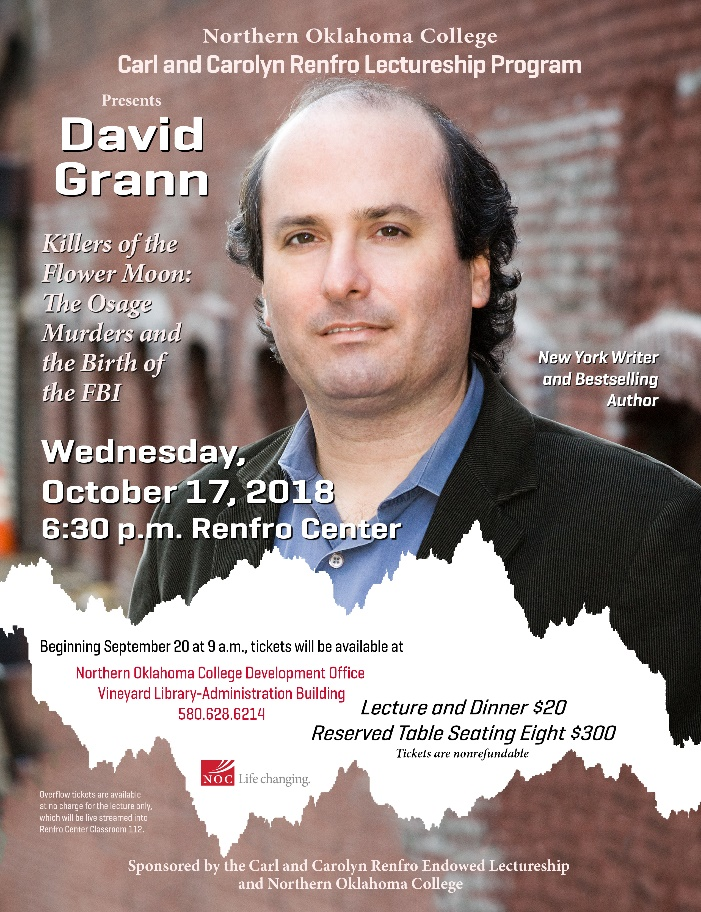 Northern Oklahoma College
Carl and Carolyn Renfro Lectureship Program
Presents
David
Grann
Killers of the
Flower Moon:
The Osage
Murders and
the Birth of
the FBI
New York Writer
and Bestselling
Author
Wednesday,
October 17, 2018
6:30 p.m. Renfro Center
Beginning September 20 at 9 a.m., tickets will be available at
Northern Oklahoma College Development Office
Vineyard Library-Administration Building
580.628.6214
Lecture and Dinner $20
Reserved Table Seating Eight $300
Tickets are nonrefundable
NOC Life changing.
Overflow tickets are available
at no charge for the lecture only,
which will be live streamed into
Renfro Center Classroom 112.
Sponsored by the Carl and Carolyn Renfro Endowed Lectureship
and Northern Oklahoma College